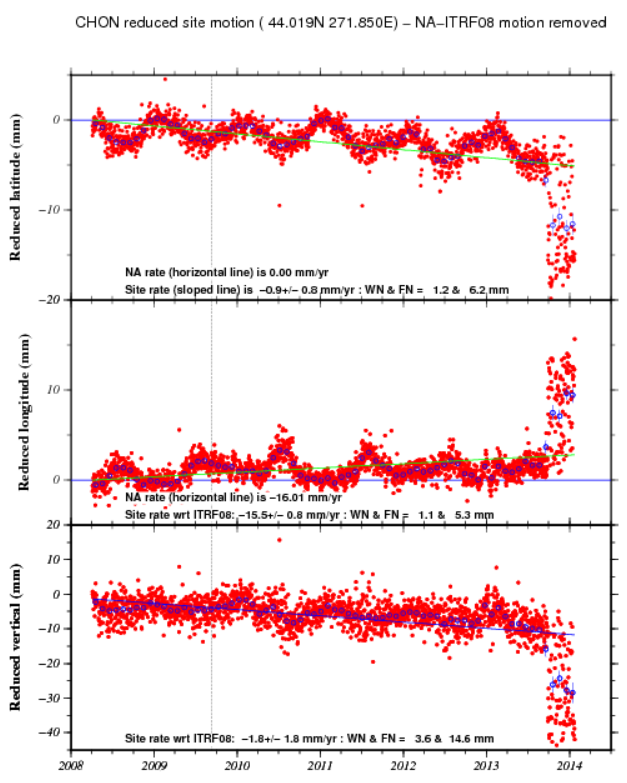 CHON reduced site motion ( 44.019N 271.850E) – NA–ITRF08 motion removed
Reduced latitude (mm)
0
−10
−20
NA rate (horizontal line) is 0.00 mm/yr
Site rate (sloped line) is −0.9+/− 0.8 mm/yr : WN & FN = 1.2 & 6.2 mm
Reduced longitude (mm)
10
0
NA rate (horizontal line) is −16.01 mm/yr
Site rate wrt ITRF08: −15.5+/− 0.8 mm/yr : WN & FN = 1.1 & 5.3 mm
Reduced vertical (mm)
20
10
0
−10
−20
−30
−40
Site rate wrt ITRF08: −1.8+/− 1.8 mm/yr : WN & FN = 3.6 & 14.6 mm
2008 2009 2010 2011 2012 2013 2014